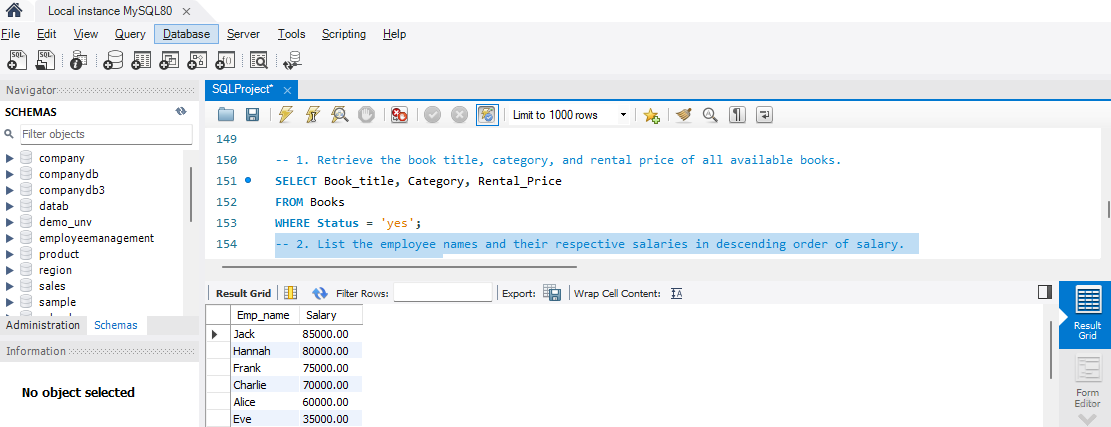 Local instance MySQL80
File Edit View Query Database Server Tools Scripting Help
SQL SQL
Navigator
SCHEMAS
Filter objects
company
companydb
companydb3
datab
demo_unv
employeemanagement
product
region
sales
sample
Administration Schemas
Information
No object selected
SQLProject*
Limit to 1000 rows
149
150 -- 1. Retrieve the book title, category, and rental price of all available books.
151 SELECT Book_title, Category, Rental_Price
152 FROM Books
153 WHERE Status = 'yes';
154 -- 2. List the employee names and their respective salaries in descending order of salary.
Result Grid Filter Rows: Export: Wrap Cell Content: IA
Emp_name Salary
Jack 85000.00
Hannah 80000.00
Frank 75000.00
Charlie 70000.00
Alice 60000.00
Eve 35000.00
Result
Grid
Form
Editor